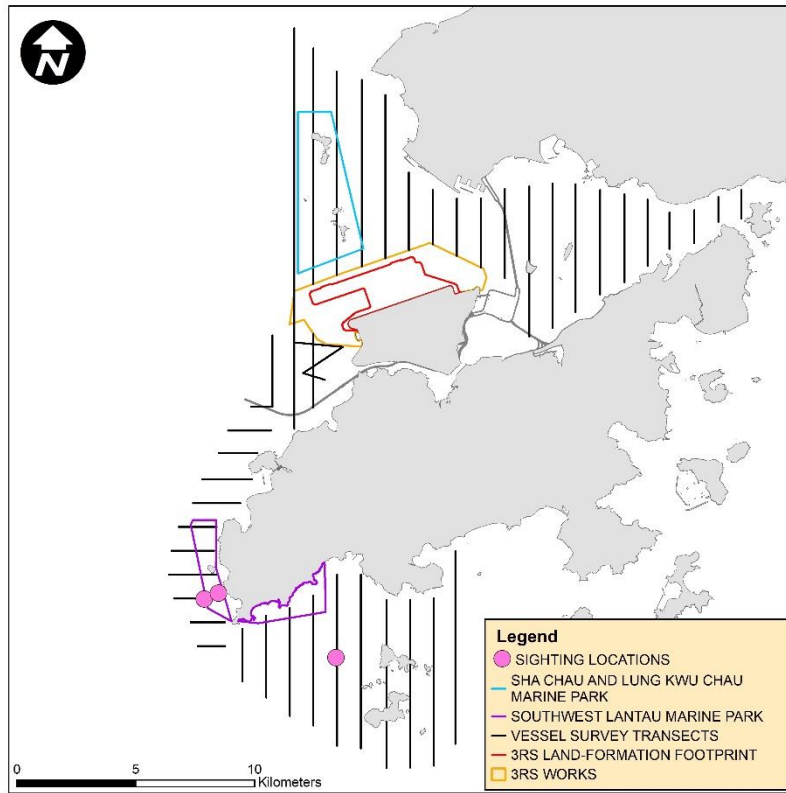 N
Legend
SIGHTING LOCATIONS
SHA CHAU AND LUNG KWU CHAU
MARINE PARK
SOUTHWEST LANTAU MARINE PARK
VESSEL SURVEY TRANSECTS
3RS LAND-FORMATION FOOTPRINT
3RS WORKS
0 5 10
Kilometers